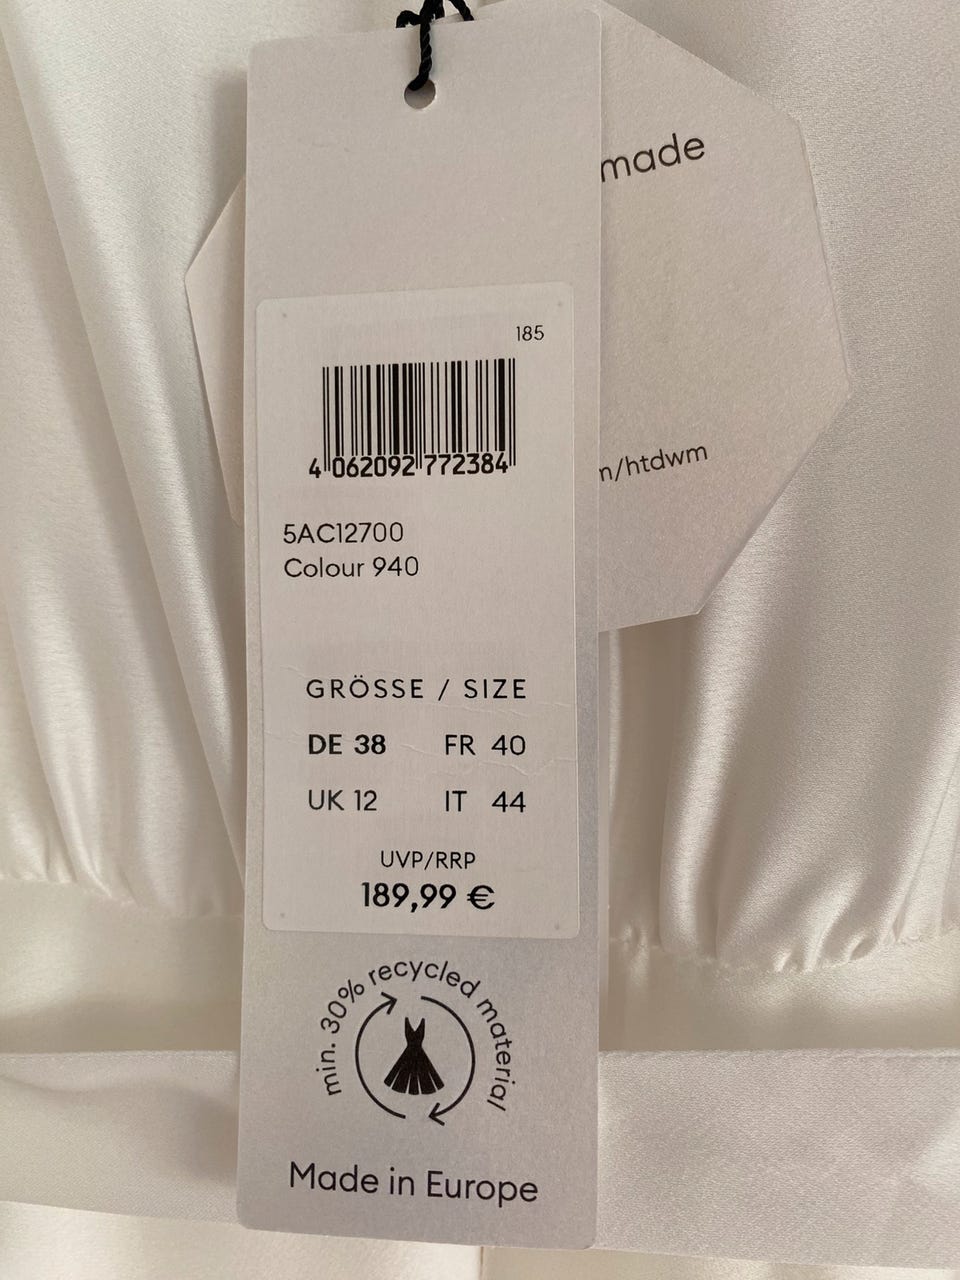 made
n/htdwm
185
4 062092 772384
5AC12700
Colour 940
GRÖSSE / SIZE
DE 38 FR 40
UK 12 IT 44
UVP/RRP
189,99 €
min. 30% recycled material
Made in Europe